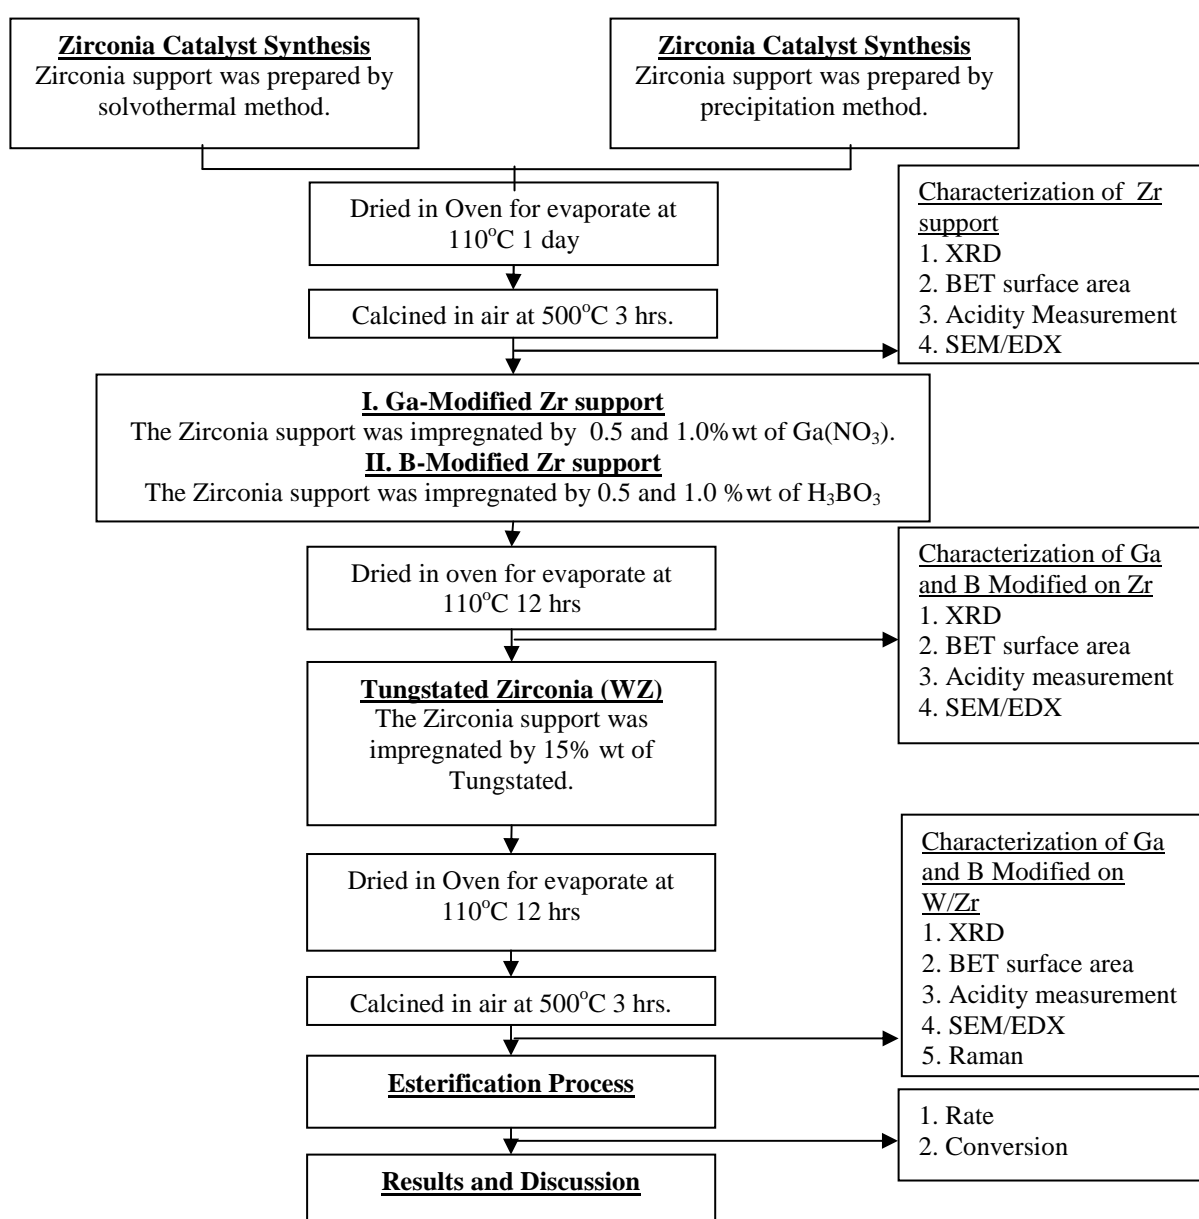 Zirconia Catalyst Synthesis
Zirconia support was prepared by
solvothermal method.
Zirconia Catalyst Synthesis
Zirconia support was prepared by
precipitation method.
Dried in Oven for evaporate at
110°C 1 day
Calcined in air at 500°C 3 hrs.
Characterization of Zr
support
1. XRD
2. BET surface area
3. Acidity Measurement
4. SEM/EDX
I. Ga-Modified Zr support
The Zirconia support was impregnated by 0.5 and 1.0%wt of Ga(NO₃).
II. B-Modified Zr support
The Zirconia support was impregnated by 0.5 and 1.0 %wt of H₃BO₃
Dried in oven for evaporate at
110°C 12 hrs
Characterization of Ga
and B Modified on Zr
1. XRD
2. BET surface area
3. Acidity measurement
4. SEM/EDX
Tungstated Zirconia (WZ)
The Zirconia support was
impregnated by 15% wt of
Tungstated.
Dried in Oven for evaporate at
110°C 12 hrs
Calcined in air at 500°C 3 hrs.
Characterization of Ga
and B Modified on
W/Zr
1. XRD
2. BET surface area
3. Acidity measurement
4. SEM/EDX
5. Raman
Esterification Process
1. Rate
2. Conversion
Results and Discussion